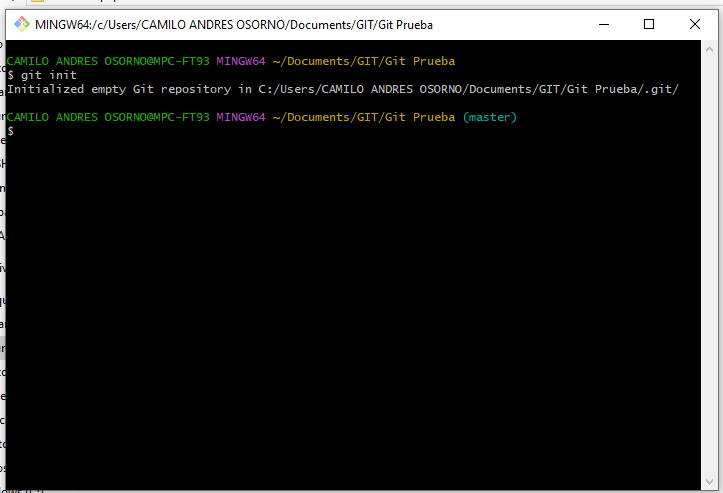 MINGW64:/c/Users/CAMILO ANDRES OSORNO/Documents/GIT/Git Prueba
CAMILO ANDRES OSORNO@MPC-FT93 MINGW64 ~/Documents/GIT/Git Prueba
$ git init
Initialized empty Git repository in C:/Users/CAMILO ANDRES OSORNO/Documents/GIT/Git Prueba/.git/
CAMILO ANDRES OSORNO@MPC-FT93 MINGW64 ~/Documents/GIT/Git Prueba (master)
$